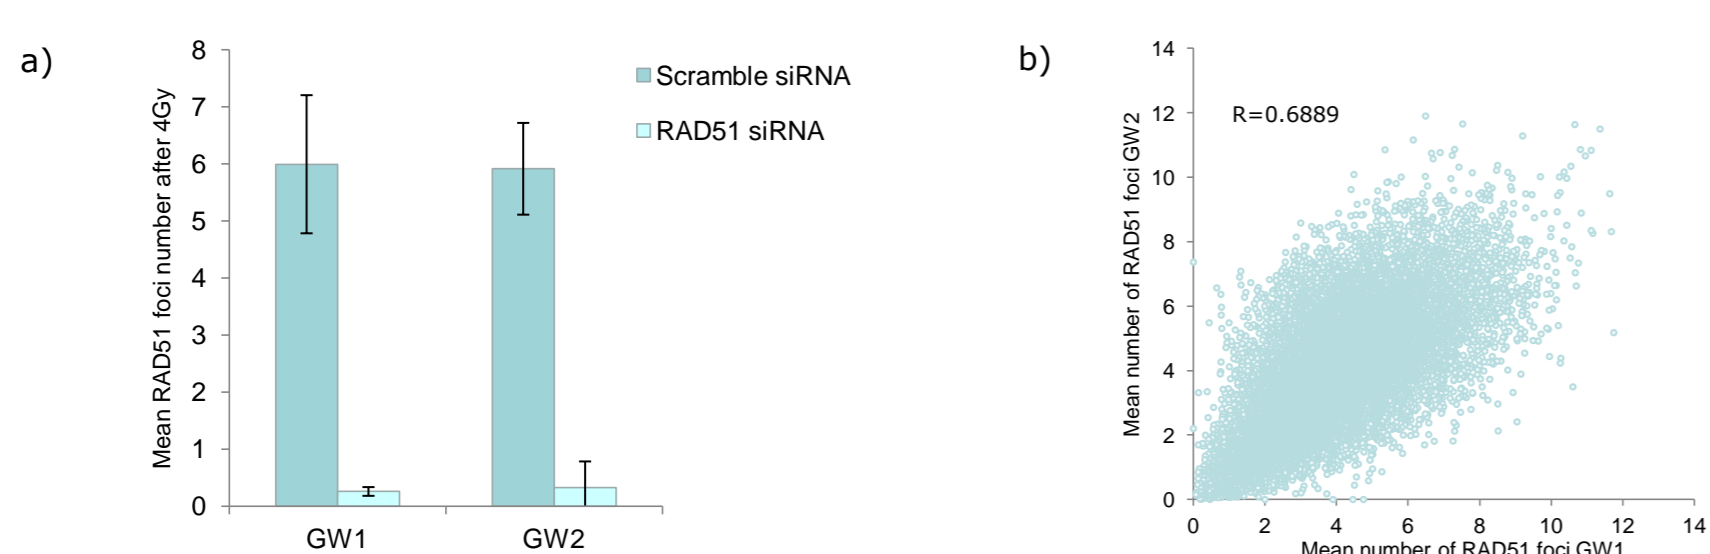 a)
Mean RAD51 foci number after 4Gy
8
7
6
5
4
3
2
1
0
GW1 GW2
Scramble siRNA
RAD51 siRNA
b)
Mean number of RAD51 foci GW2
14
12
10
8
6
4
2
0
R=0.6889
0 2 4 6 8 10 12 14
Mean number of RAD51 foci GW1